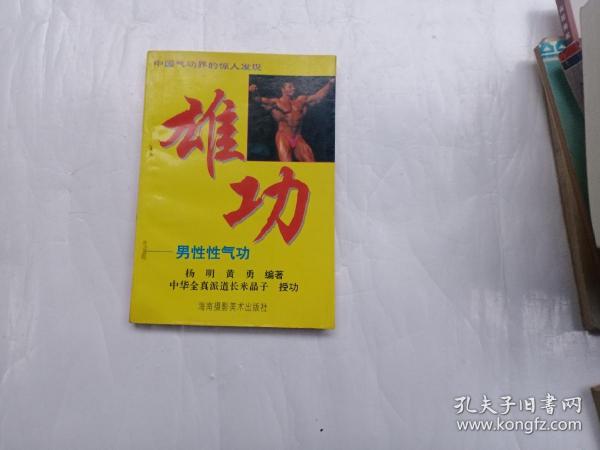 中国气功界的惊人发现
雄
功
——男性性气功
杨明 黄勇 编著
中华全真派道长米晶子 授功
海南摄影美术出版社
孔夫子旧书网
www.kongfz.com